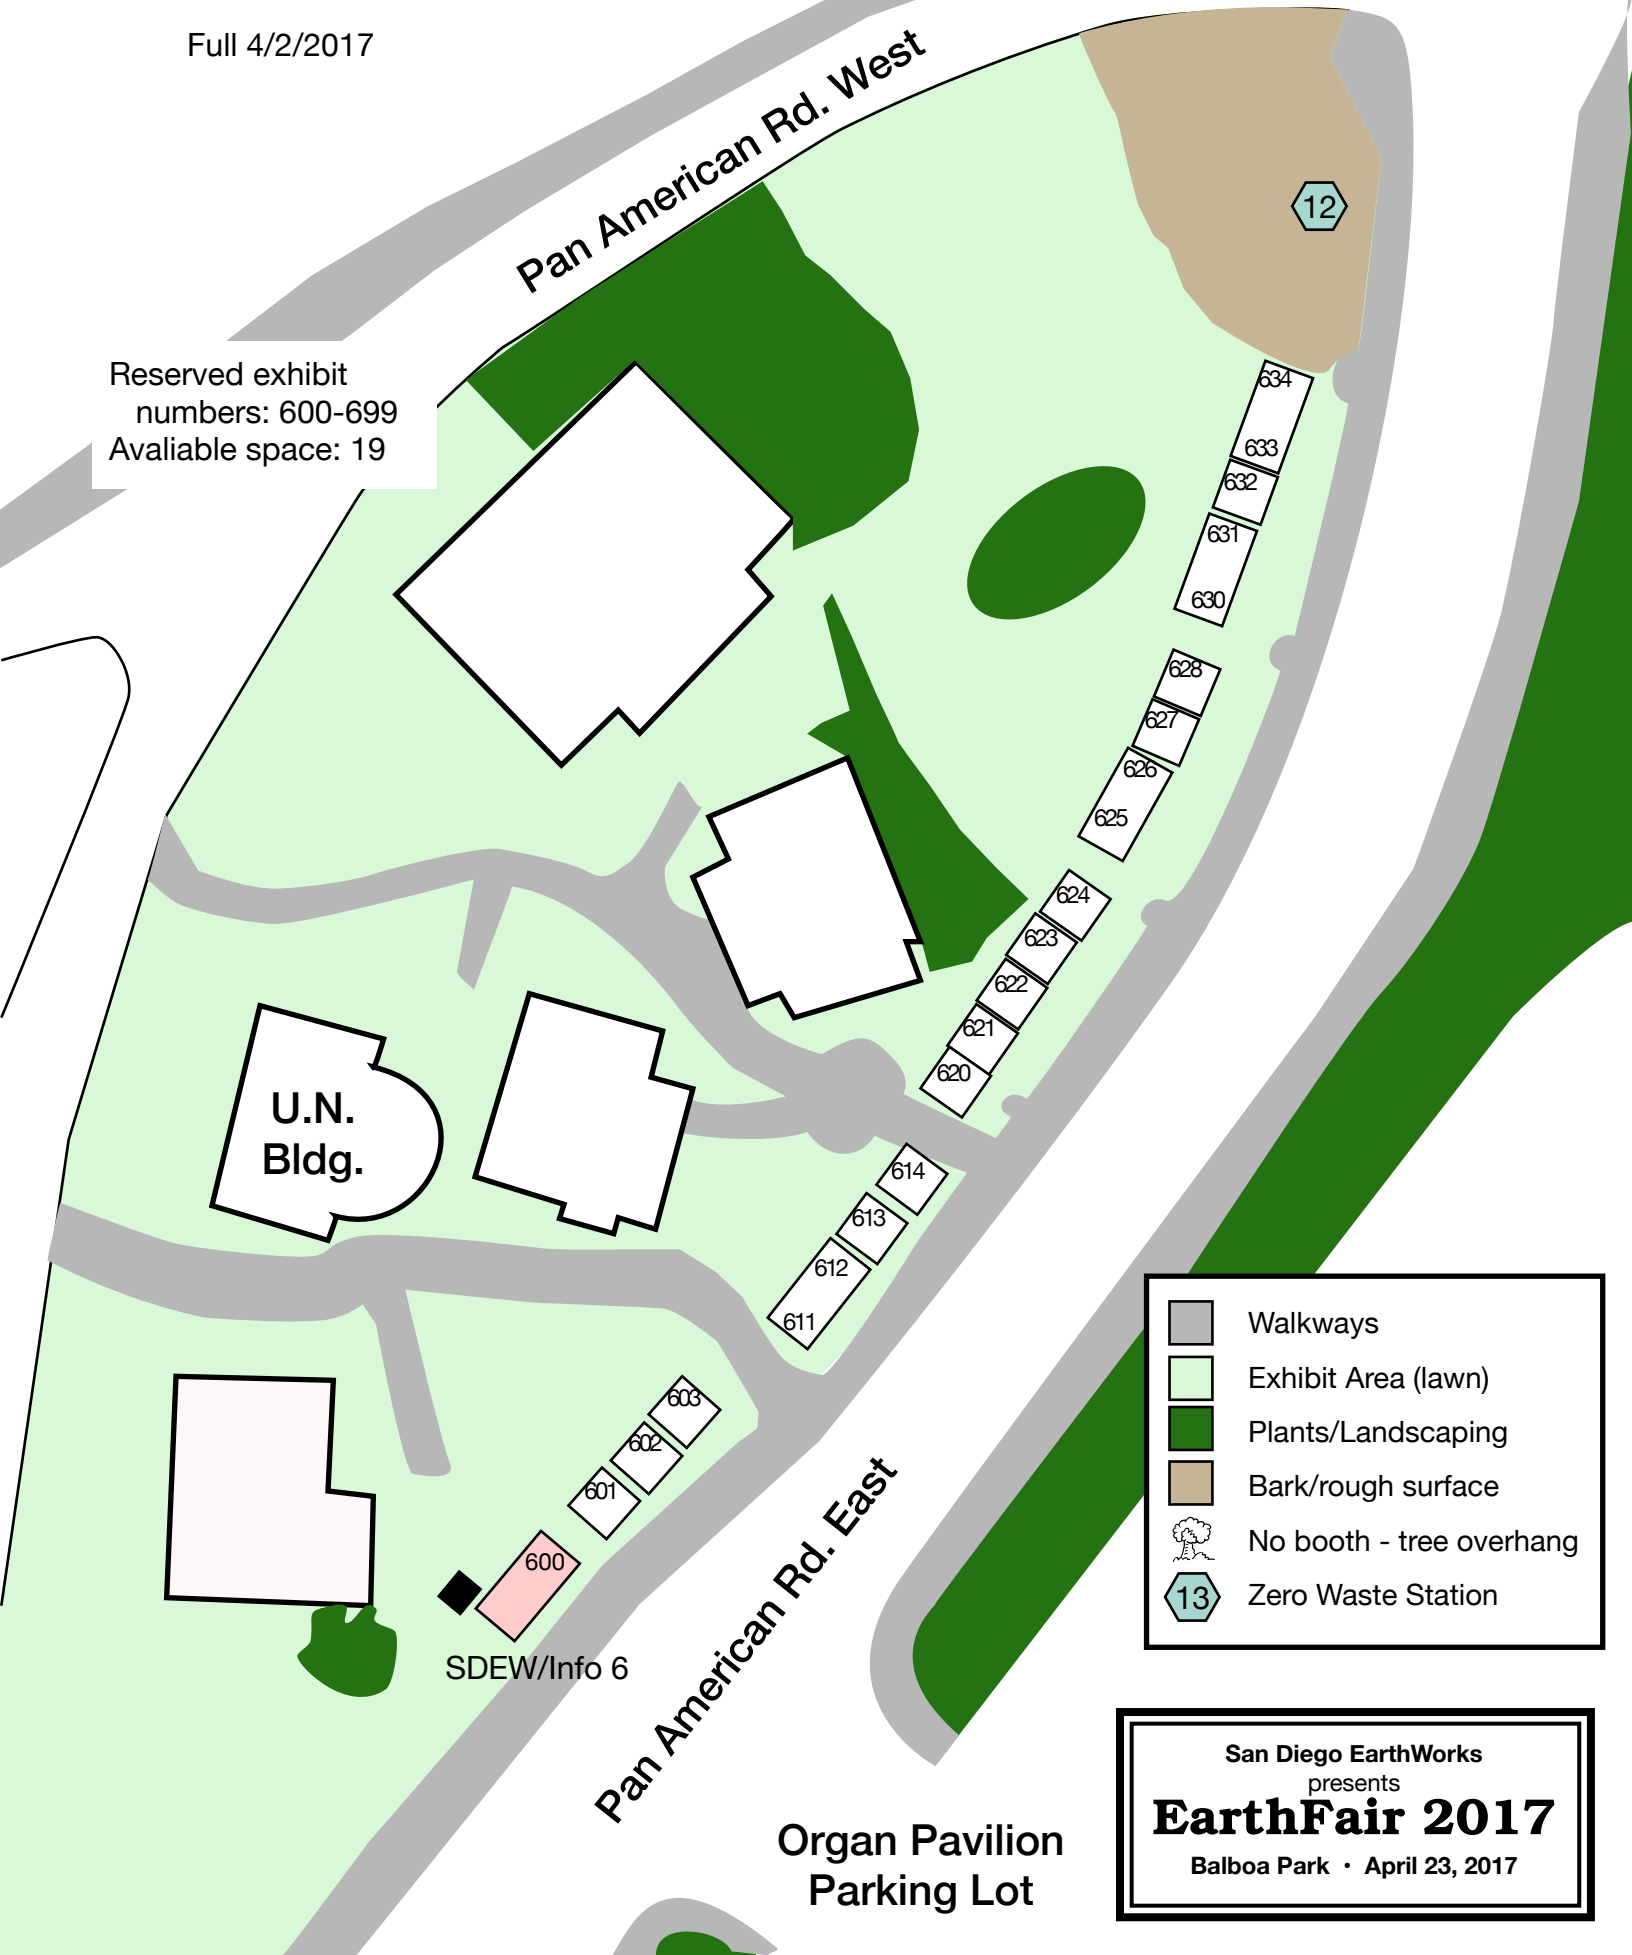 Full 4/2/2017
Pan American Rd. West
12
Reserved exhibit
numbers: 600-699
Avaliable space: 19
634
633
632
631
630
628
627
626
625
624
623
622
621
620
U.N.
Bldg.
614
613
612
611
603
602
601
600
SDEW/Info 6
Pan American Rd. East
Walkways
Exhibit Area (lawn)
Plants/Landscaping
Bark/rough surface
No booth - tree overhang
13 Zero Waste Station
Organ Pavilion
Parking Lot
San Diego EarthWorks
presents
EarthFair 2017
Balboa Park • April 23, 2017